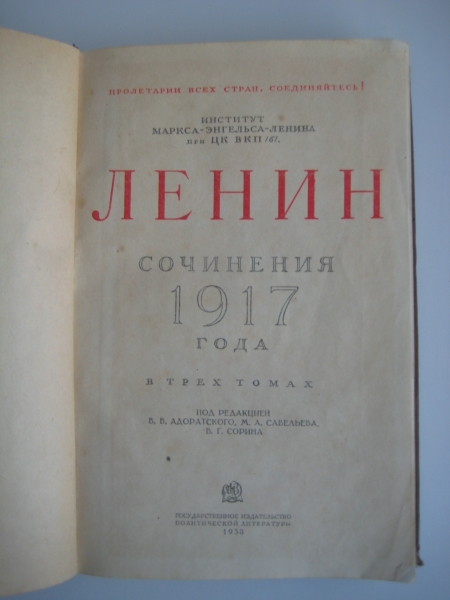 ПРОЛЕТАРИИ ВСЕХ СТРАН, СОЕДИНЯЙТЕСЬ!
ИНСТИТУТ
МАРКСА-ЭНГЕЛЬСА-ЛЕНИНА
при ЦК ВКП (б).
ЛЕНИН
СОЧИНЕНИЯ
1917
ГОДА
В ТРЕХ ТОМАХ
ПОД РЕДАКЦИЕЙ
В. В. АДОРАТСКОГО, М. А. САВЕЛЬЕВА,
В. Г. СОРИНА
ГОСУДАРСТВЕННОЕ ИЗДАТЕЛЬСТВО
ПОЛИТИЧЕСКОЙ ЛИТЕРАТУРЫ
1938